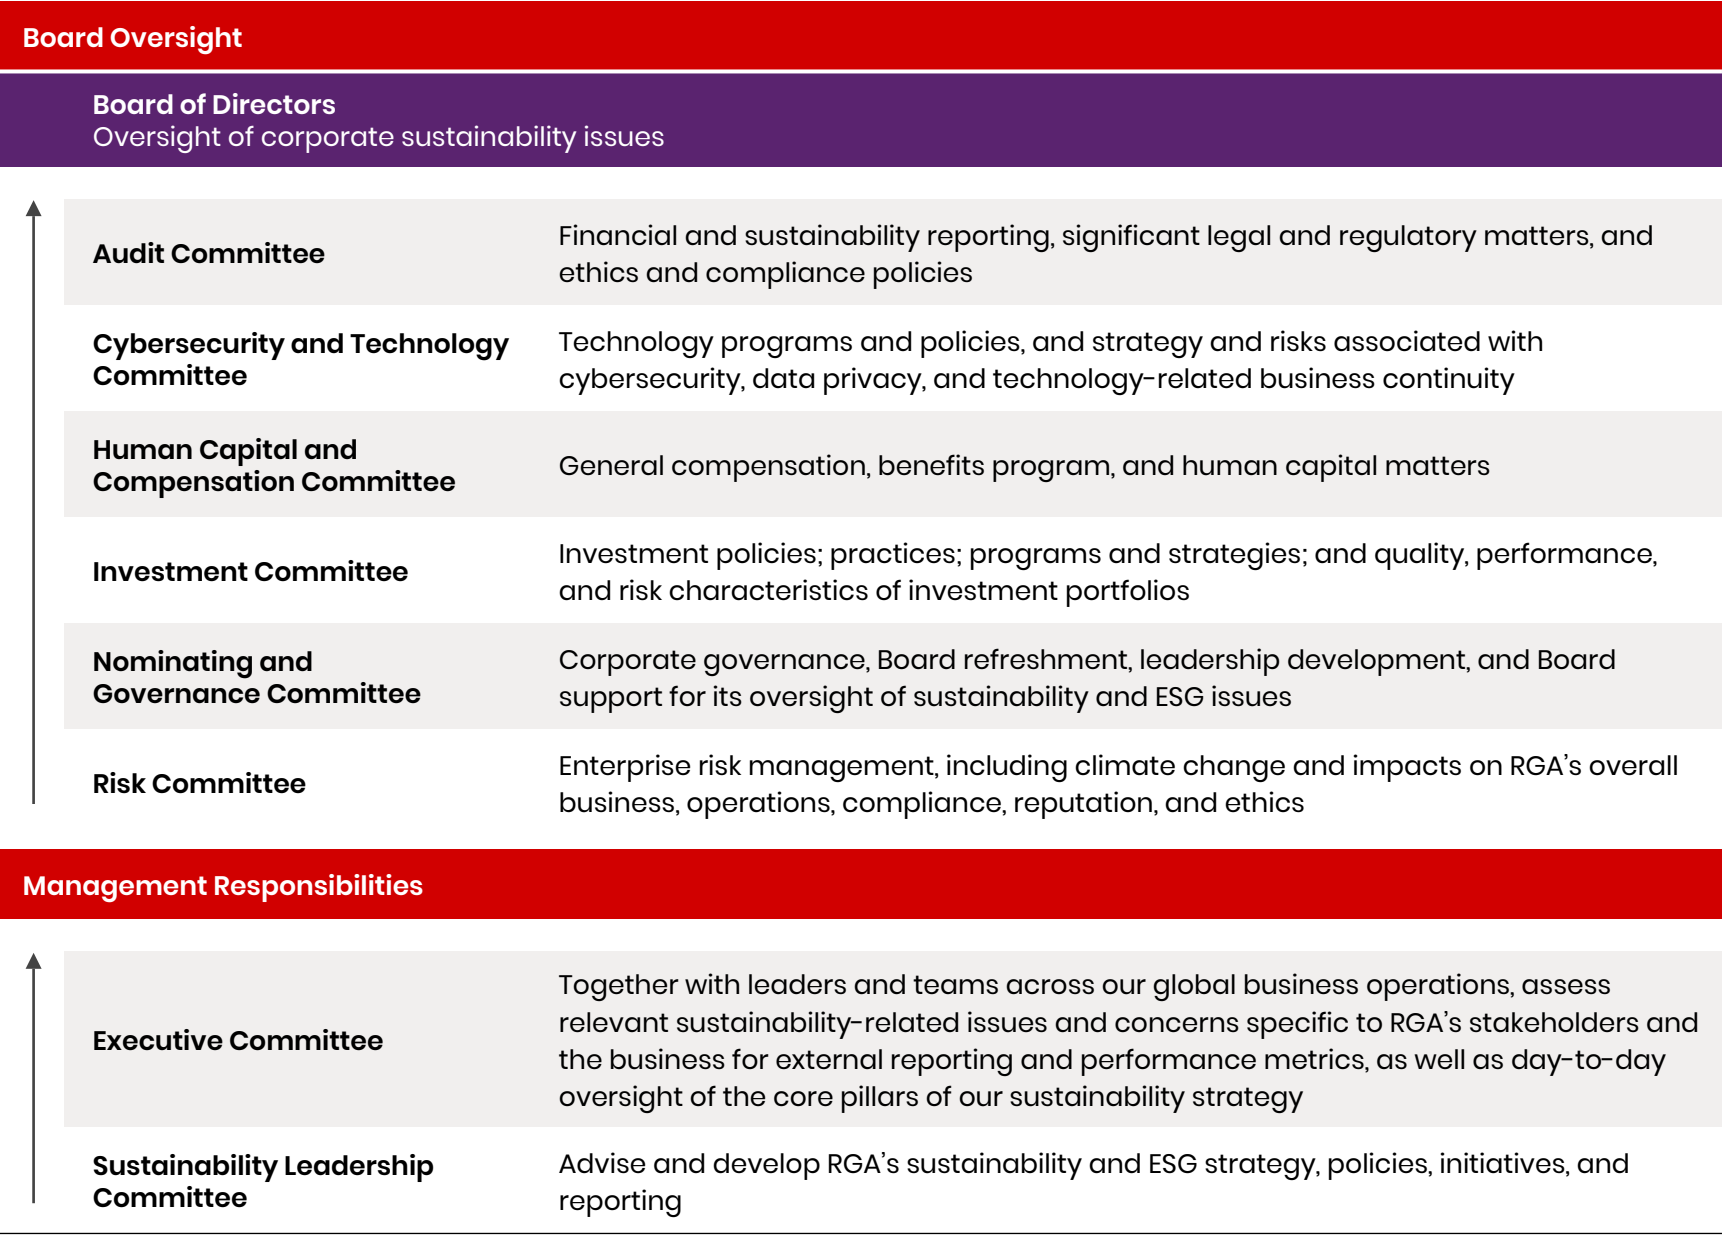 Board Oversight
Board of Directors
Oversight of corporate sustainability issues
Audit Committee
Financial and sustainability reporting, significant legal and regulatory matters, and
ethics and compliance policies
Cybersecurity and Technology
Committee
Technology programs and policies, and strategy and risks associated with
cybersecurity, data privacy, and technology-related business continuity
Human Capital and
Compensation Committee
General compensation, benefits program, and human capital matters
Investment Committee
Investment policies; practices; programs and strategies; and quality, performance,
and risk characteristics of investment portfolios
Nominating and
Governance Committee
Corporate governance, Board refreshment, leadership development, and Board
support for its oversight of sustainability and ESG issues
Risk Committee
Enterprise risk management, including climate change and impacts on RGA’s overall
business, operations, compliance, reputation, and ethics
Management Responsibilities
Executive Committee
Together with leaders and teams across our global business operations, assess
relevant sustainability-related issues and concerns specific to RGA’s stakeholders and
the business for external reporting and performance metrics, as well as day-to-day
oversight of the core pillars of our sustainability strategy
Sustainability Leadership
Committee
Advise and develop RGA’s sustainability and ESG strategy, policies, initiatives, and
reporting